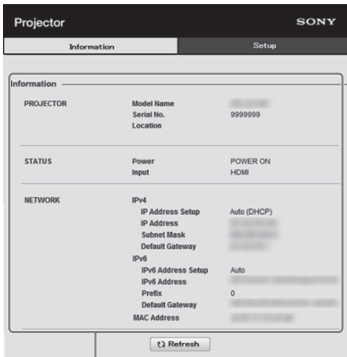 Projector SONY
Information Setup
Information
PROJECTOR Model Name
Serial No. 9999999
Location
STATUS Power POWER ON
Input HDMI
NETWORK IPv4
IP Address Setup Auto (DHCP)
IP Address
Subnet Mask
Default Gateway
IPv6
IPv6 Address Setup Auto
IPv6 Address
Prefix 0
Default Gateway
MAC Address
Refresh